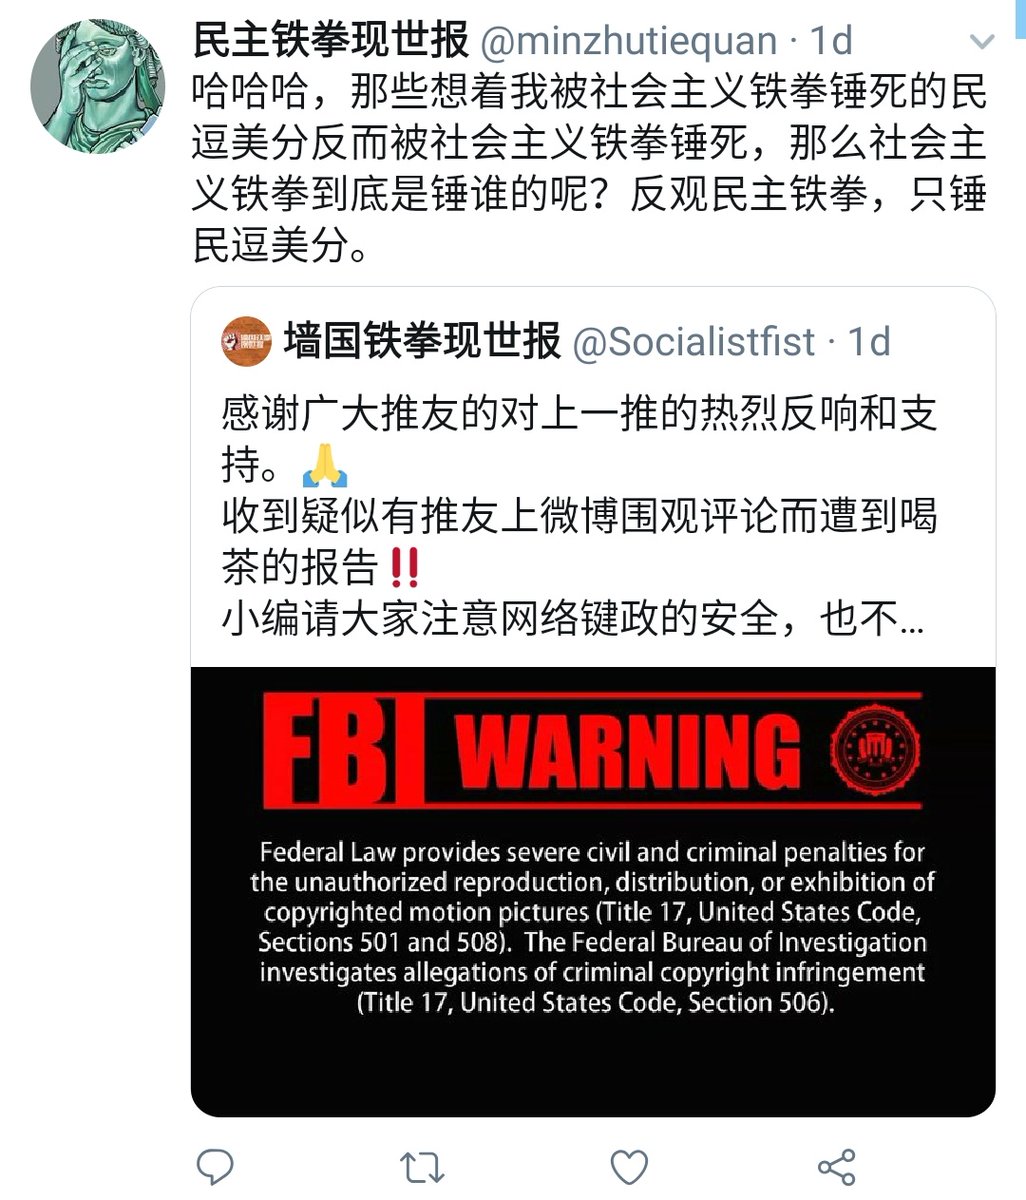 民主铁拳现世报 @minzhutiequan · 1d
哈哈哈，那些想着我被社会主义铁拳锤死的民
逗美分反而被社会主义铁拳锤死，那么社会主
义铁拳到底是锤谁的呢？反观民主铁拳，只锤
民逗美分。
墙国铁拳现世报 @Socialistfist · 1d
感谢广大推友的对上一推的热烈反响和支
持。🙏
收到疑似有推友上微博围观评论而遭到喝
茶的报告‼️
小编请大家注意网络键政的安全，也不...
FBI WARNING
Federal Law provides severe civil and criminal penalties for
the unauthorized reproduction, distribution, or exhibition of
copyrighted motion pictures (Title 17, United States Code,
Sections 501 and 508). The Federal Bureau of Investigation
investigates allegations of criminal copyright infringement
(Title 17, United States Code, Section 506).